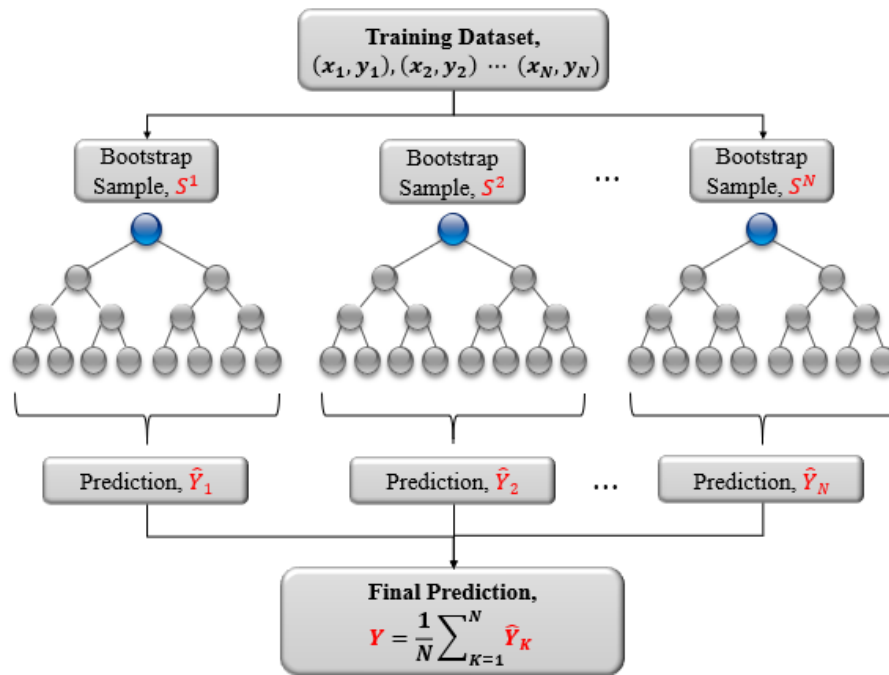 Training Dataset,
(x₁, y₁), (x₂, y₂) ⋯ (x_N, y_N)
Bootstrap
Sample, S¹
Bootstrap
Sample, S²
...
Bootstrap
Sample, S^N
Prediction, Ŷ₁
Prediction, Ŷ₂
...
Prediction, Ŷ_N
Final Prediction,
Y = 1/N ∑_{K=1}^{N} Ŷ_K